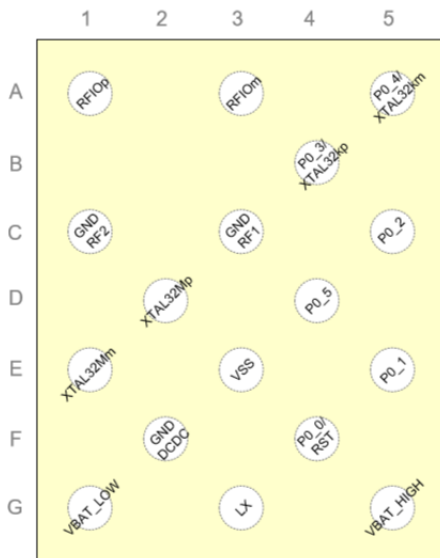 1 2 3 4 5
A RFIOp RFIOm P0_4/
XTAL32km
B P0_3/
XTAL32kp
C GND
RF2 GND
RF1 P0_2
D XTAL32Mp P0_5
E XTAL32Mm VSS P0_1
F GND
DCDC P0_0/
RST
G VBAT_LOW LX VBAT_HIGH